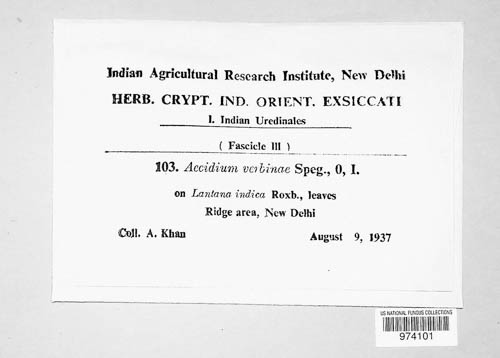 Indian Agricultural Research Institute, New Delhi
HERB. CRYPT. IND. ORIENT. EXSICCATI
I. Indian Uredinales
( Fascicle III )
103. Aecidium verbinae Speg., 0, I.
on Lantana indica Roxb., leaves
Ridge area, New Delhi
Coll. A. Khan August 9, 1937
US NATIONAL FUNGUS COLLECTIONS
974101